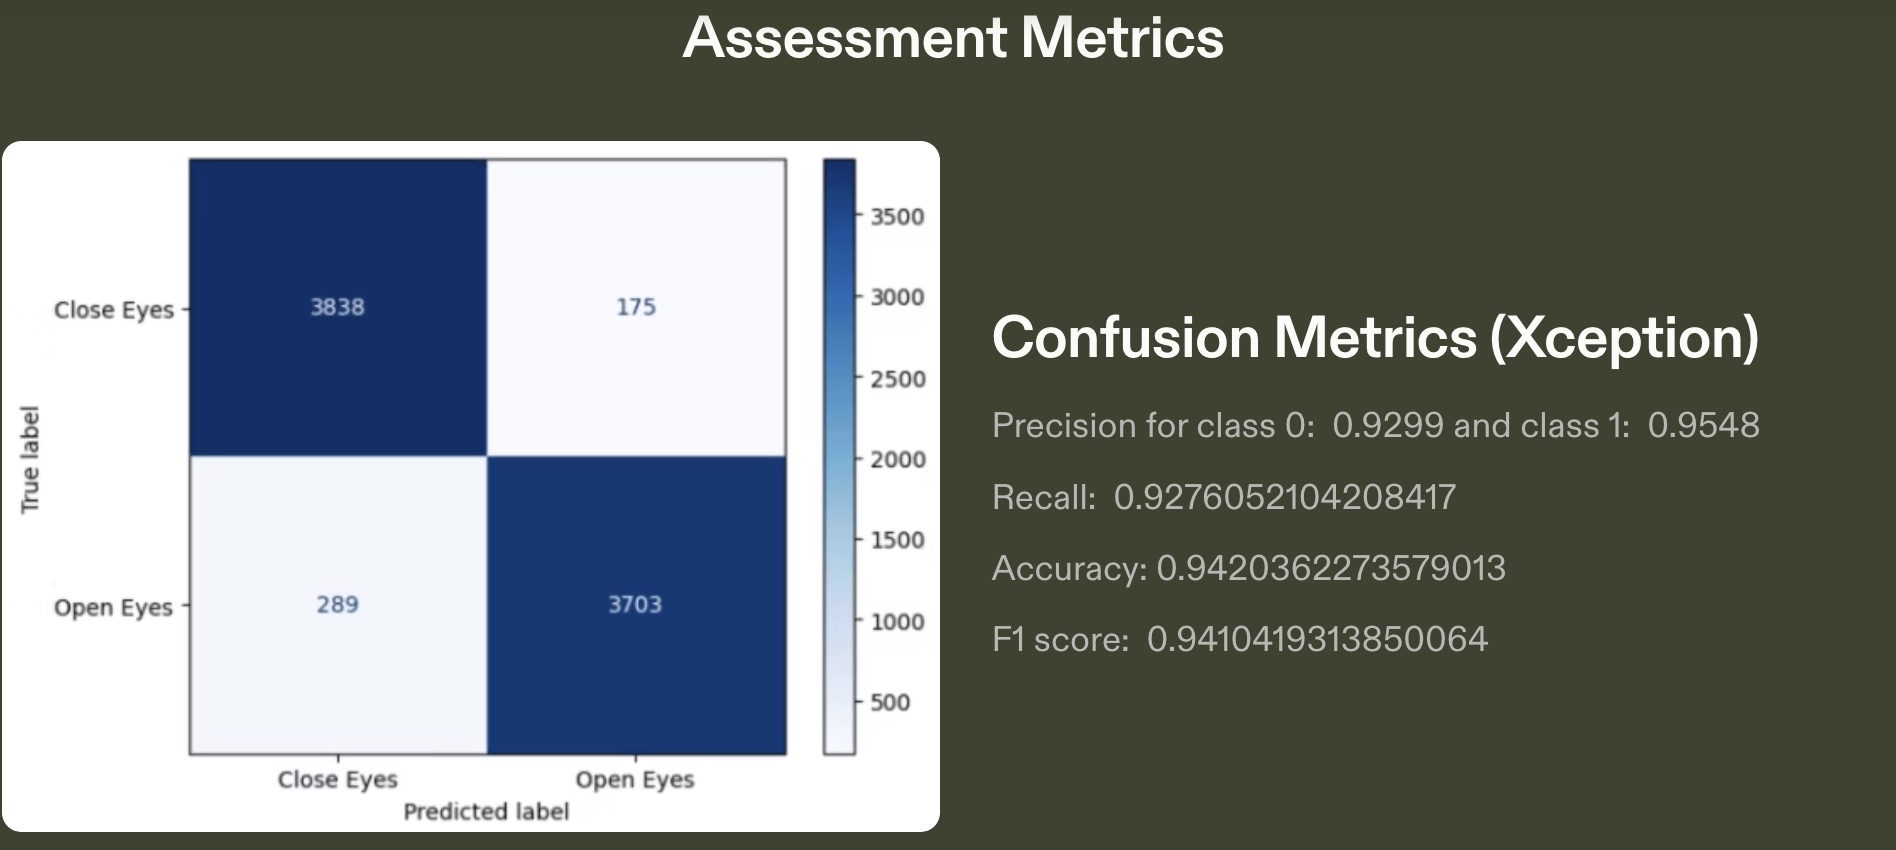 Assessment Metrics
True label
Close Eyes
3838
175
Open Eyes
289
3703
Close Eyes
Open Eyes
Predicted label
3500
3000
2500
2000
1500
1000
500
Confusion Metrics (Xception)
Precision for class 0: 0.9299 and class 1: 0.9548
Recall: 0.9276052104208417
Accuracy: 0.9420362273579013
F1 score: 0.9410419313850064